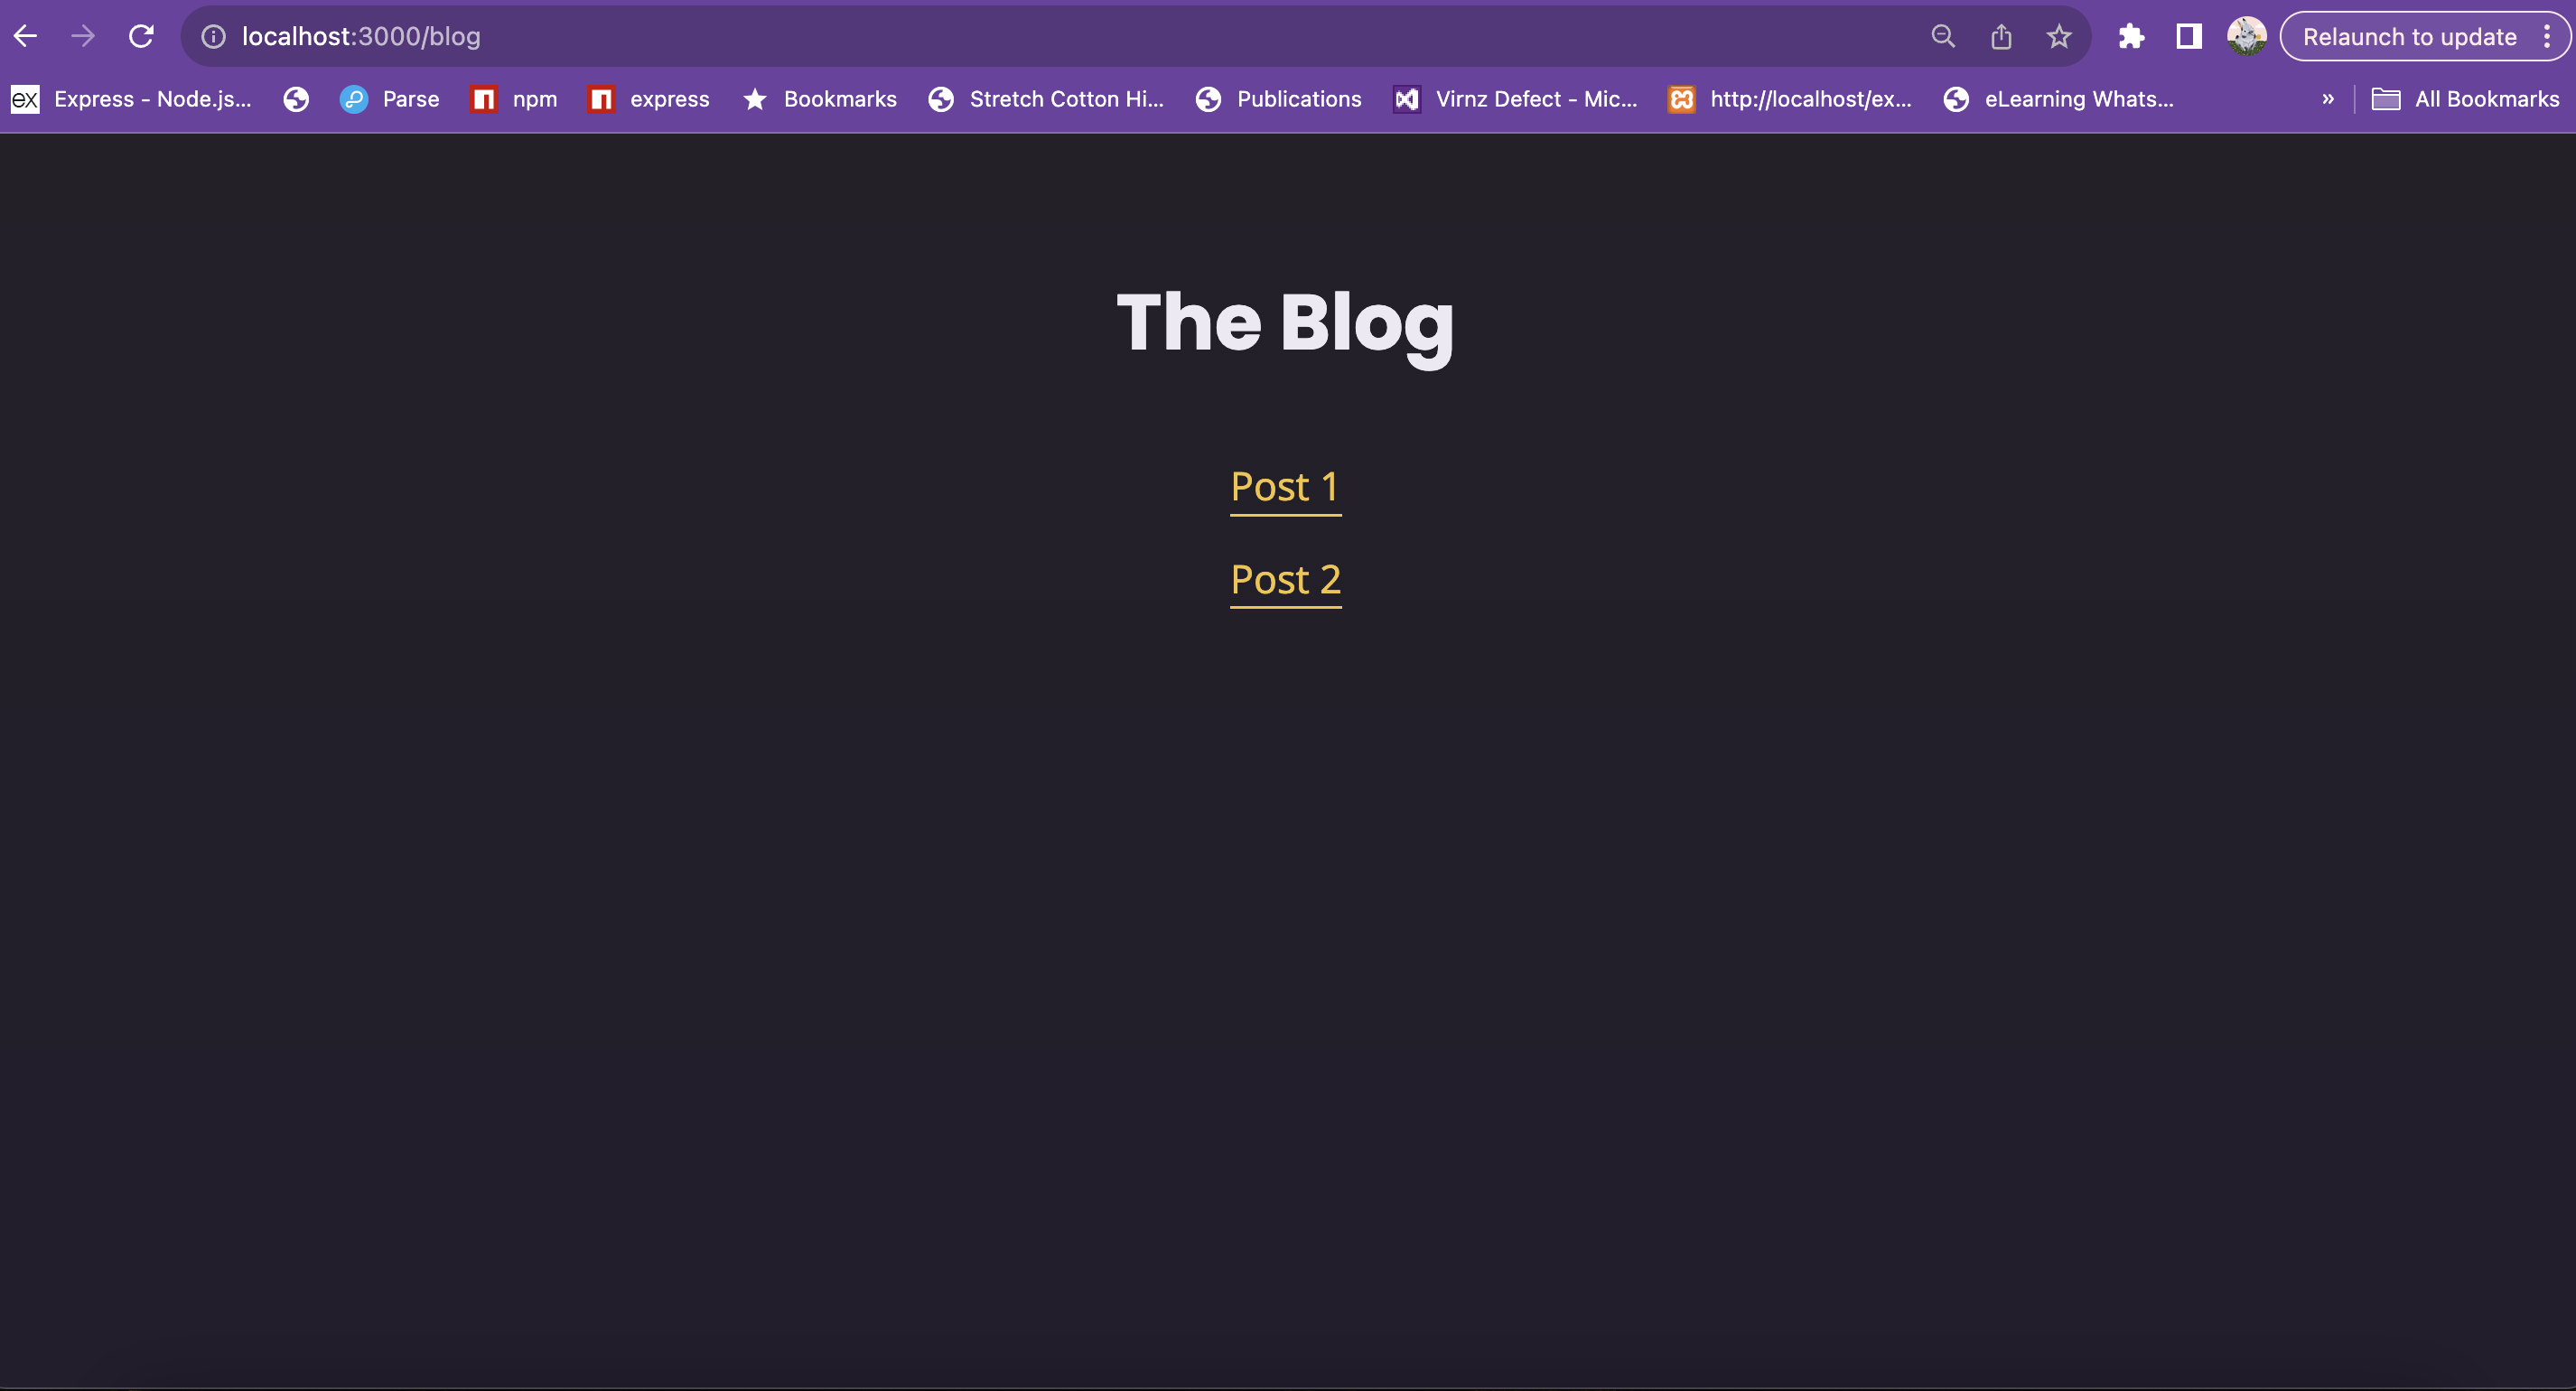 localhost:3000/blog
Relaunch to update
ex Express - Node.js... Parse npm express Bookmarks Stretch Cotton Hi... Publications Virnz Defect - Mic... http://localhost/ex... eLearning Whats... » All Bookmarks
The Blog
Post 1
Post 2